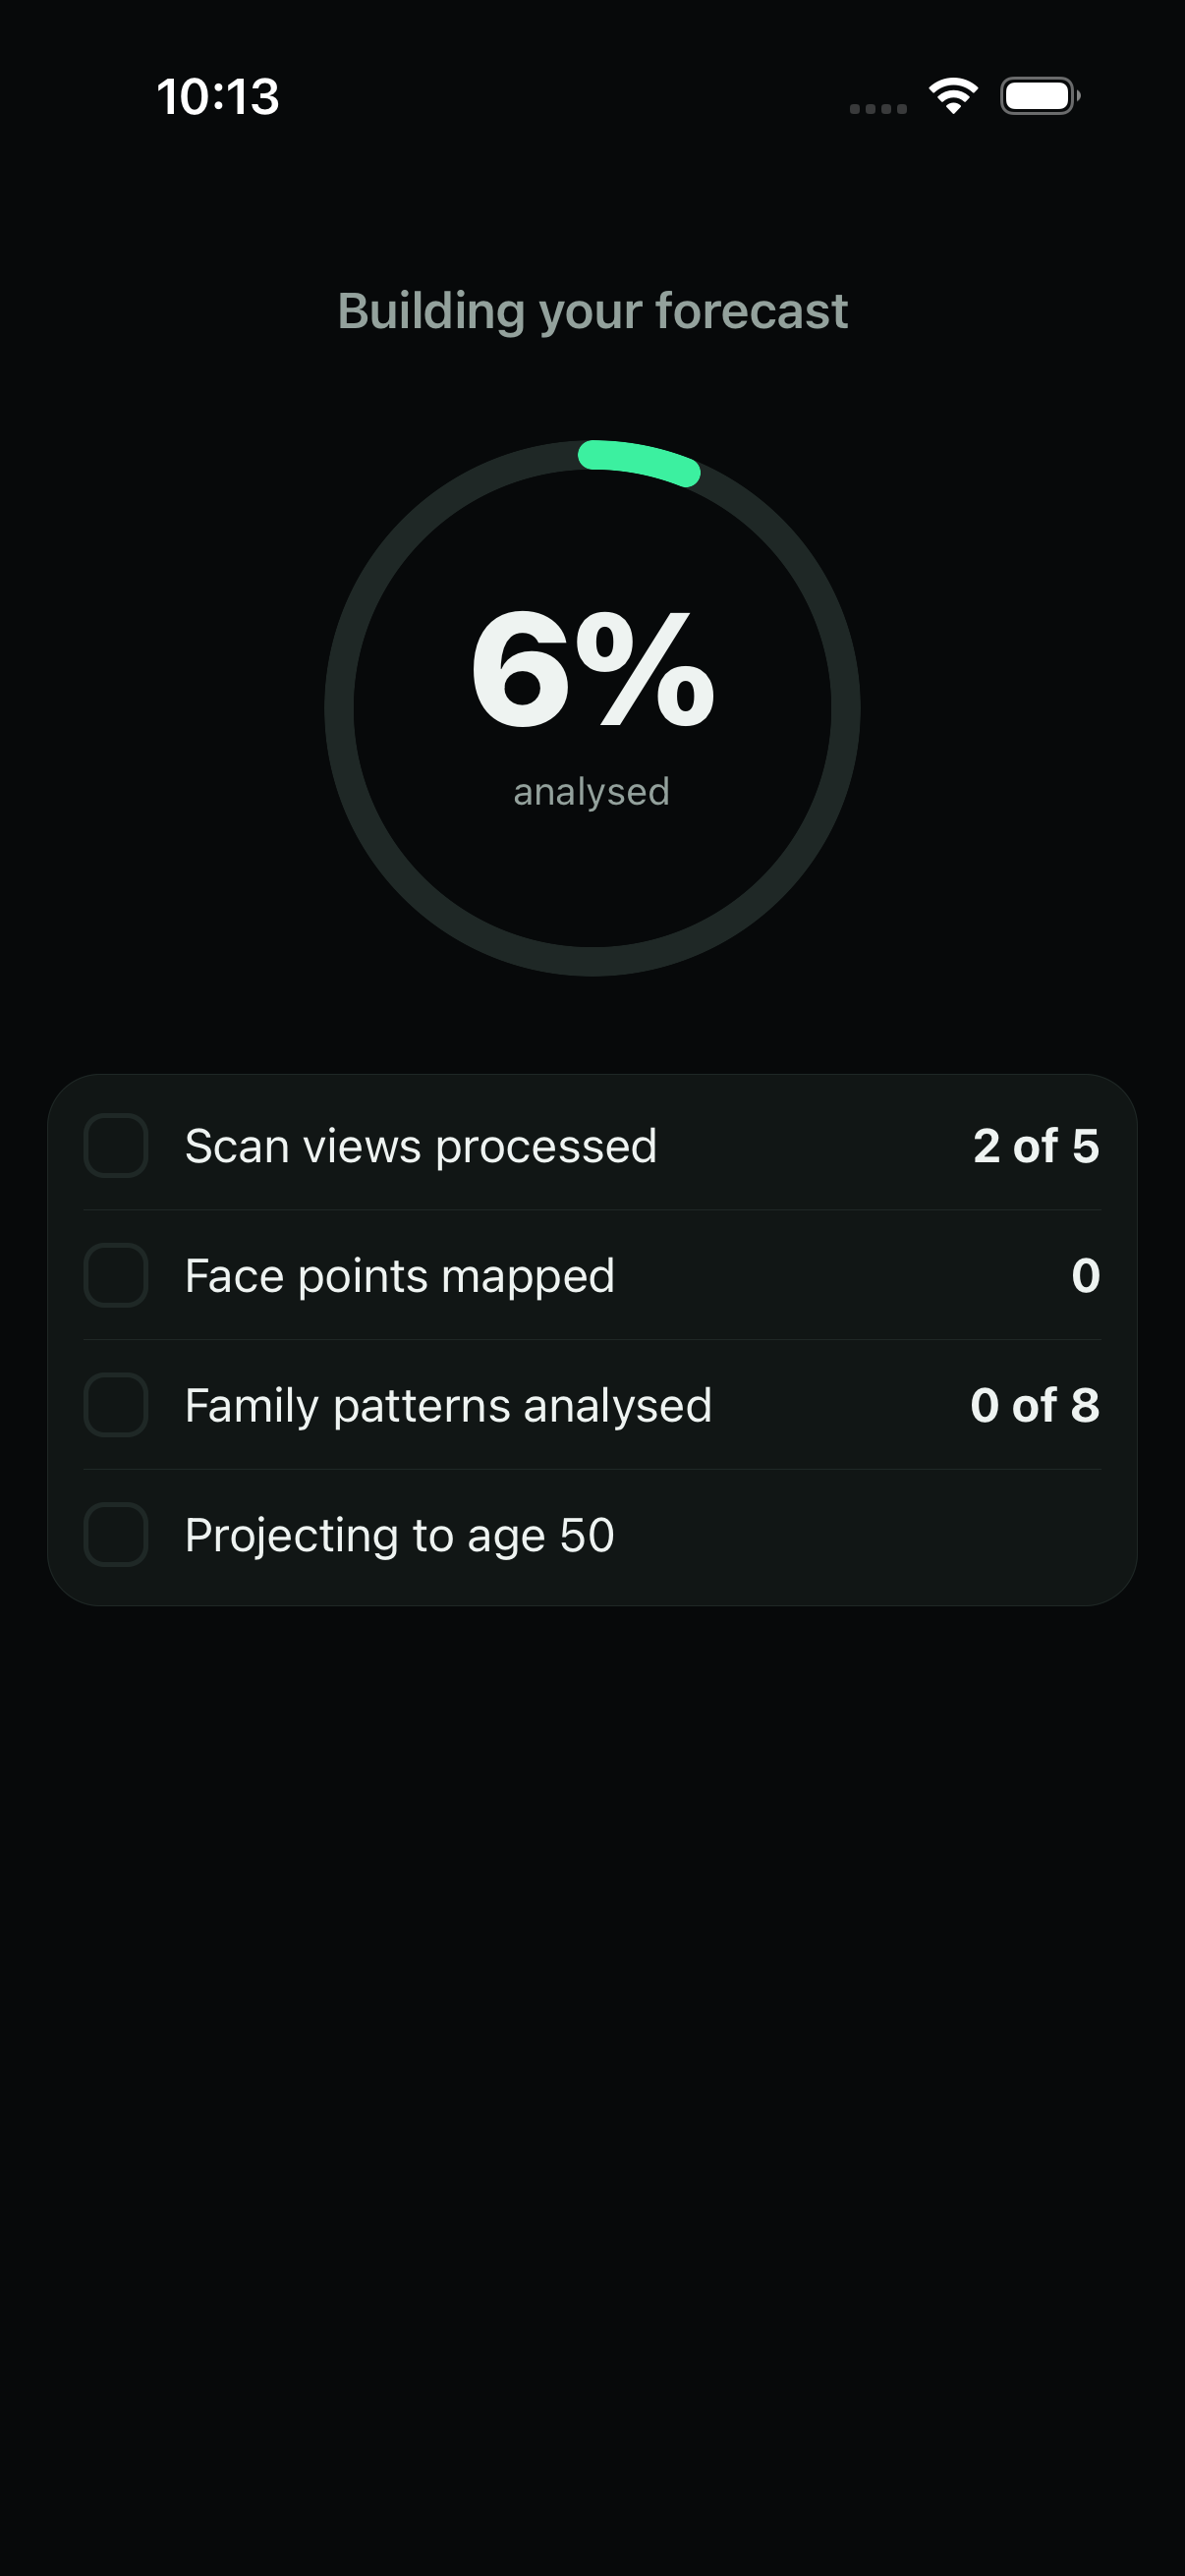 10:13
Building your forecast
6%
analysed
Scan views processed 2 of 5
Face points mapped 0
Family patterns analysed 0 of 8
Projecting to age 50